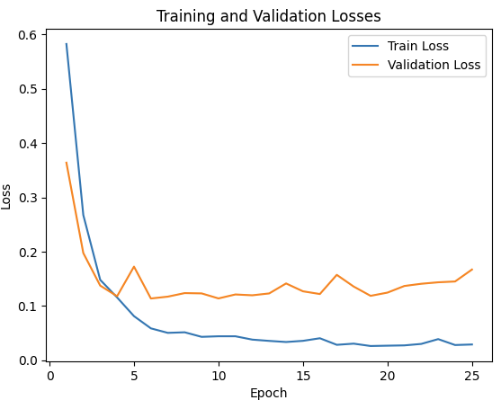 Training and Validation Losses
Train Loss
Validation Loss
0.6
0.5
0.4
0.3
0.2
0.1
0.0
Loss
0 5 10 15 20 25
Epoch